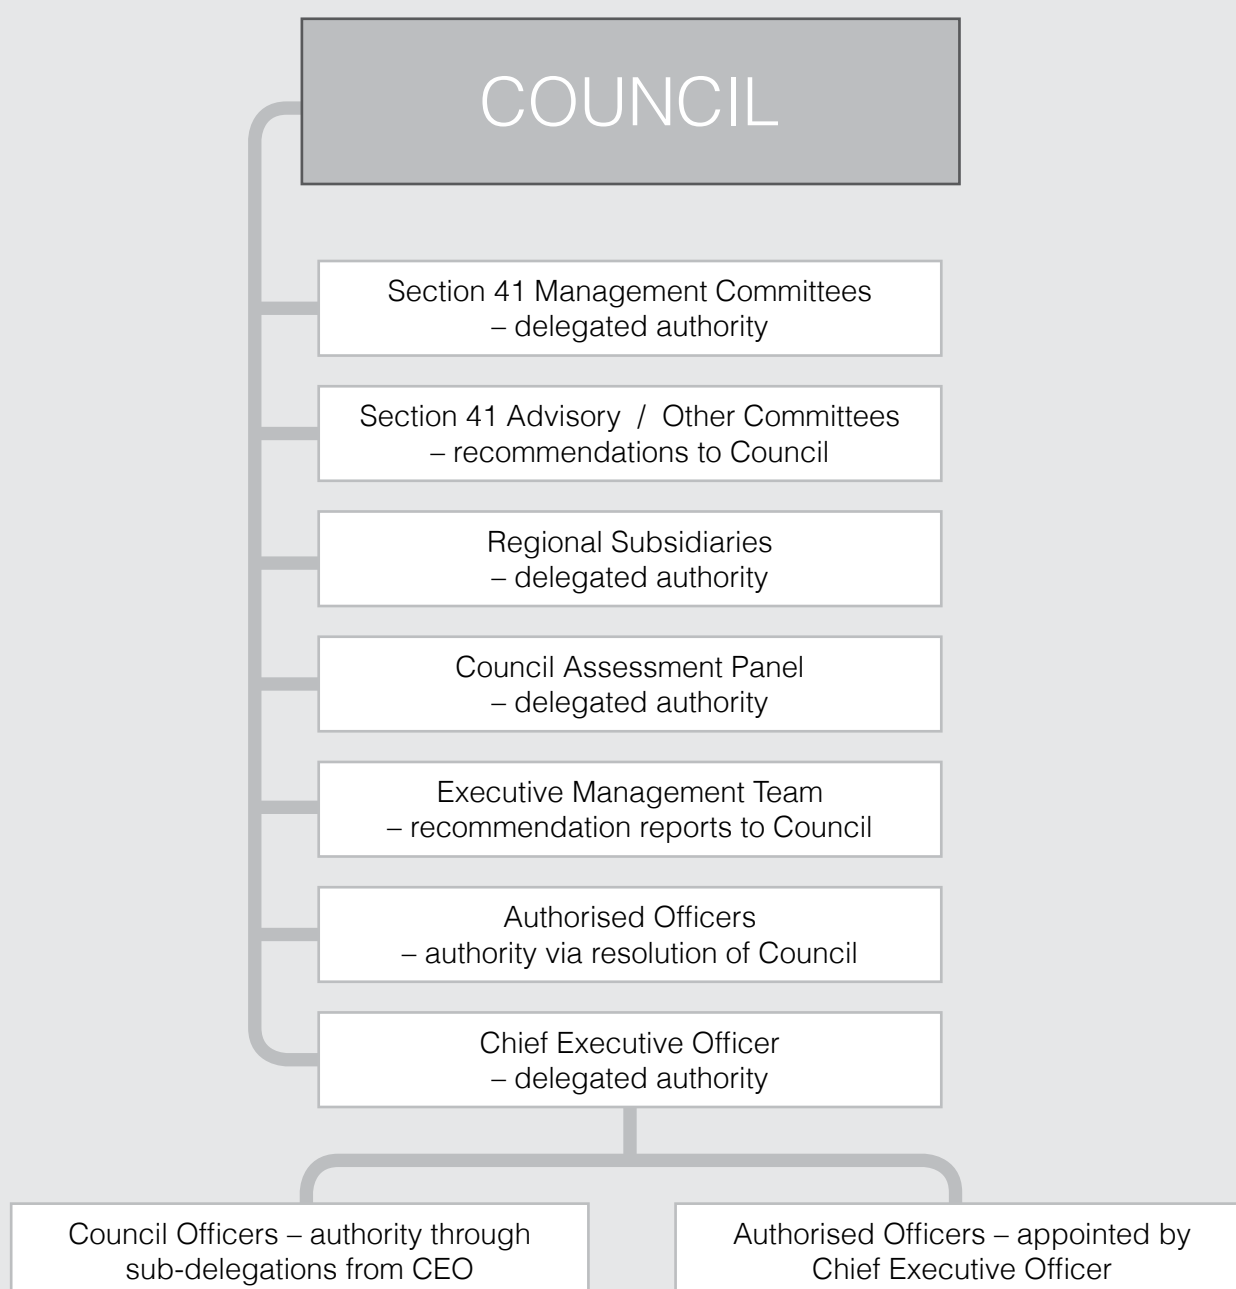 COUNCIL
Section 41 Management Committees
– delegated authority
Section 41 Advisory / Other Committees
– recommendations to Council
Regional Subsidiaries
– delegated authority
Council Assessment Panel
– delegated authority
Executive Management Team
– recommendation reports to Council
Authorised Officers
– authority via resolution of Council
Chief Executive Officer
– delegated authority
Council Officers – authority through
sub-delegations from CEO
Authorised Officers – appointed by
Chief Executive Officer